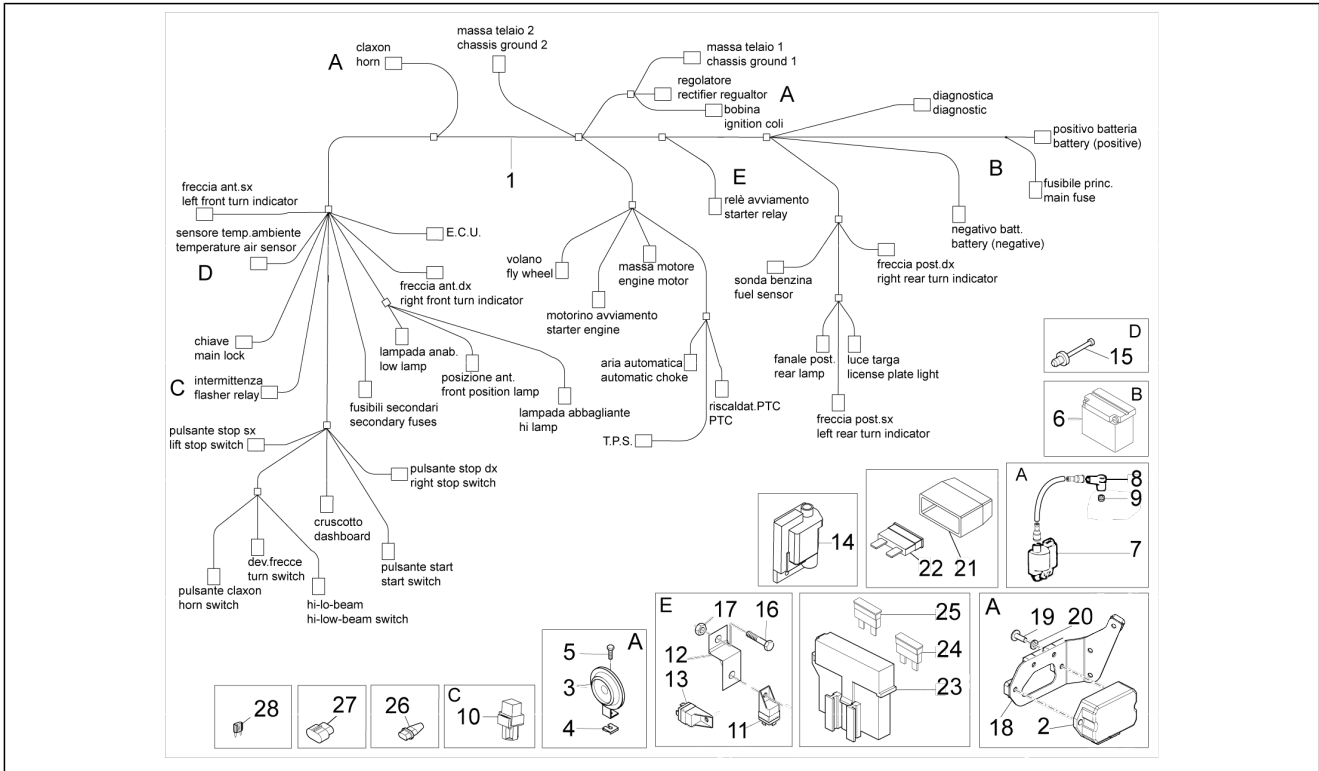 massa telaio 2
chassis ground 2
claxon
horn
A
massa telaio 1
chassis ground 1
regolatore
rectifier regualtor
A
bobina
ignition coli
diagnostica
diagnostic
positivo batteria
battery (positive)
1
E
B
fusibile princ.
main fuse
freccia ant.sx
left front turn indicator
relè avviamento
starter relay
negativo batt.
battery (negative)
sensore temp.ambiente
temperature air sensor
E.C.U.
D
volano
fly wheel
massa motore
engine motor
sonda benzina
fuel sensor
freccia post.dx
right rear turn indicator
freccia ant.dx
right front turn indicator
motorino avviamento
starter engine
chiave
main lock
lampada anab.
low lamp
posizione ant.
front position lamp
aria automatica
automatic choke
fanale post.
rear lamp
luce targa
license plate light
D
15
C
intermittenza
flasher relay
fusibili secondari
secondary fuses
lampada abbagliante
hi lamp
riscaldat.PTC
PTC
freccia post.sx
left rear turn indicator
B
6
pulsante stop sx
lift stop switch
T.P.S.
pulsante stop dx
right stop switch
A
8
9
7
cruscotto
dashboard
14
22
21
dev.frecce
turn switch
pulsante start
start switch
pulsante claxon
horn switch
hi-lo-beam
hi-low-beam switch
E
17
16
12
13
11
25
24
23
A
19
20
18
2
A
5
3
4
28
27
26
C
10